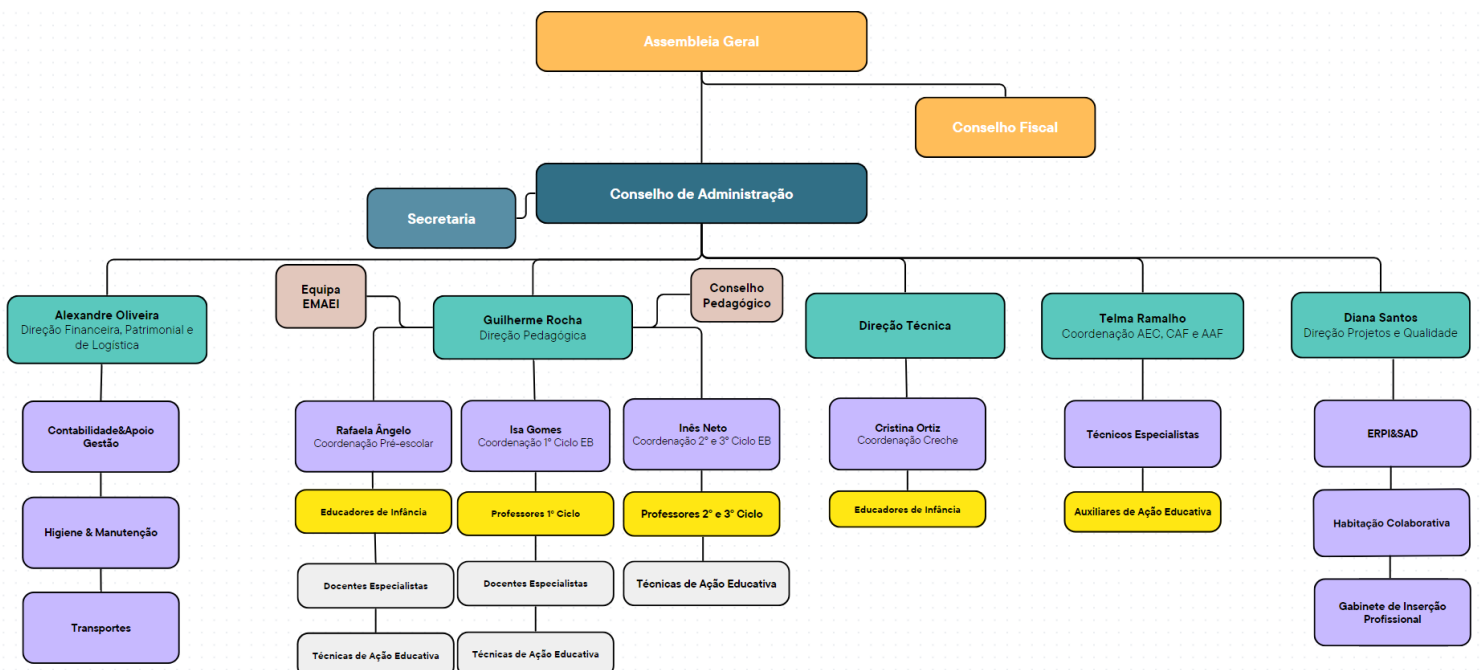 Assembleia Geral
Conselho Fiscal
Conselho de Administração
Secretaria
Equipa
EMAEI
Conselho
Pedagógico
Alexandre Oliveira
Direção Financeira, Patrimonial e
de Logística
Guilherme Rocha
Direção Pedagógica
Direção Técnica
Telma Ramalho
Coordenação AEC, CAF e AAF
Diana Santos
Direção Projetos e Qualidade
Contabilidade&Apoio
Gestão
Rafaela Ângelo
Coordenação Pré-escolar
Isa Gomes
Coordenação 1º Ciclo EB
Inês Neto
Coordenação 2º e 3º Ciclo EB
Cristina Ortiz
Coordenação Creche
Técnicos Especialistas
ERPI&SAD
Educadores de Infância
Professores 1º Ciclo
Professores 2º e 3º Ciclo
Educadores de Infância
Auxiliares de Ação Educativa
Higiene & Manutenção
Habitação Colaborativa
Docentes Especialistas
Docentes Especialistas
Técnicas de Ação Educativa
Transportes
Gabinete de Inserção
Profissional
Técnicas de Ação Educativa
Técnicas de Ação Educativa